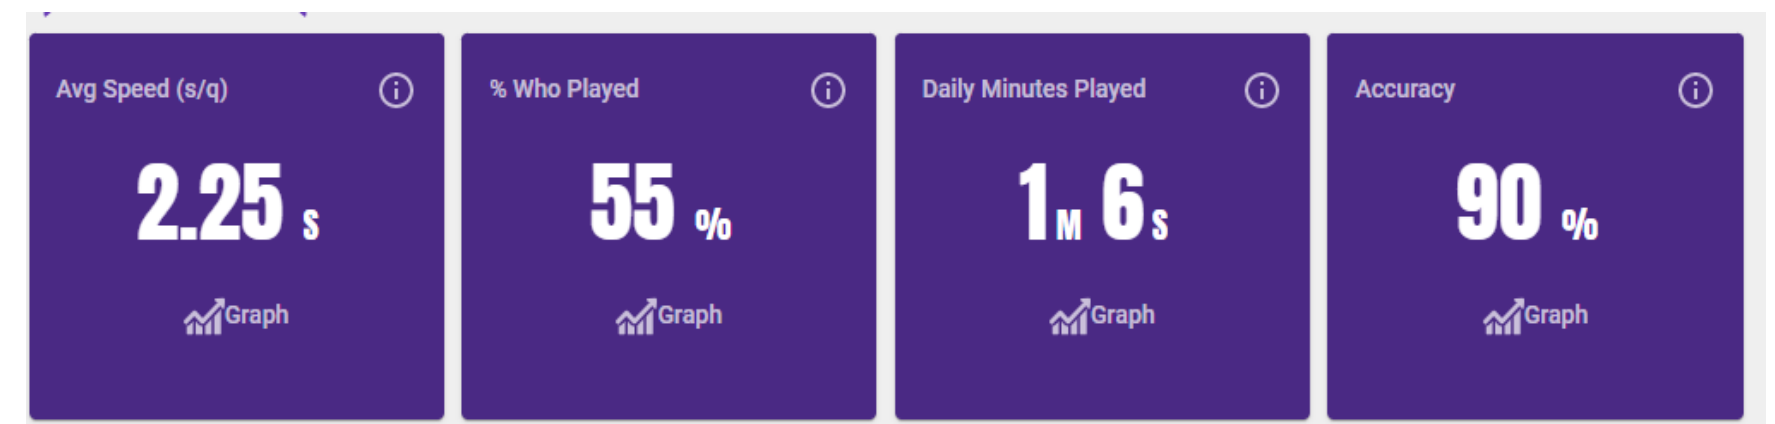 Avg Speed (s/q)
2.25 S
Graph
% Who Played
55 %
Graph
Daily Minutes Played
1 M 6 S
Graph
Accuracy
90 %
Graph